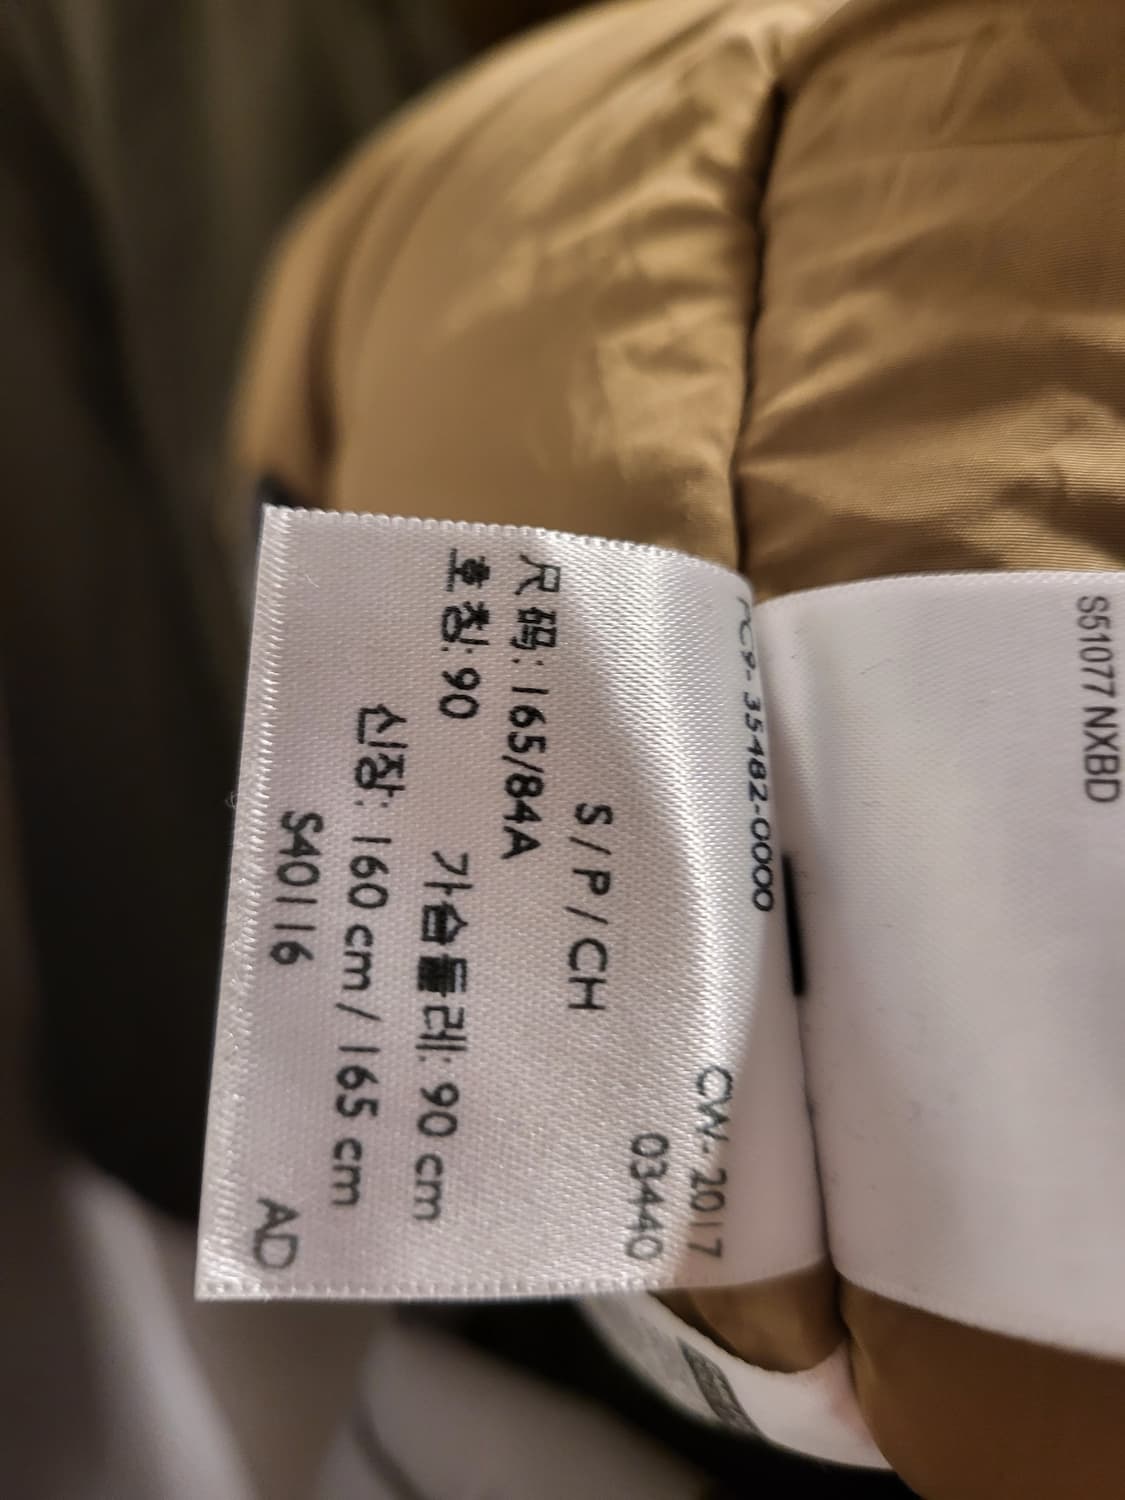 PC9-35482-0000
CW-2017
03440
S/P/CH
尺码: 165/84A
호칭: 90 가슴둘레: 90 cm
신장: 160 cm / 165 cm
S40116
AD
S51077 NXBD